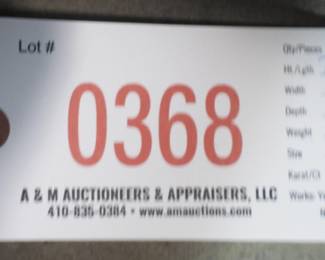 Lot #
0368
A & M AUCTIONEERS & APPRAISERS, LLC
410-835-0384 • www.amauctions.com
Qty/Pieces
Ht./Lgth
Width
Depth
Weight
Size
Karat/Ct
Works: Y